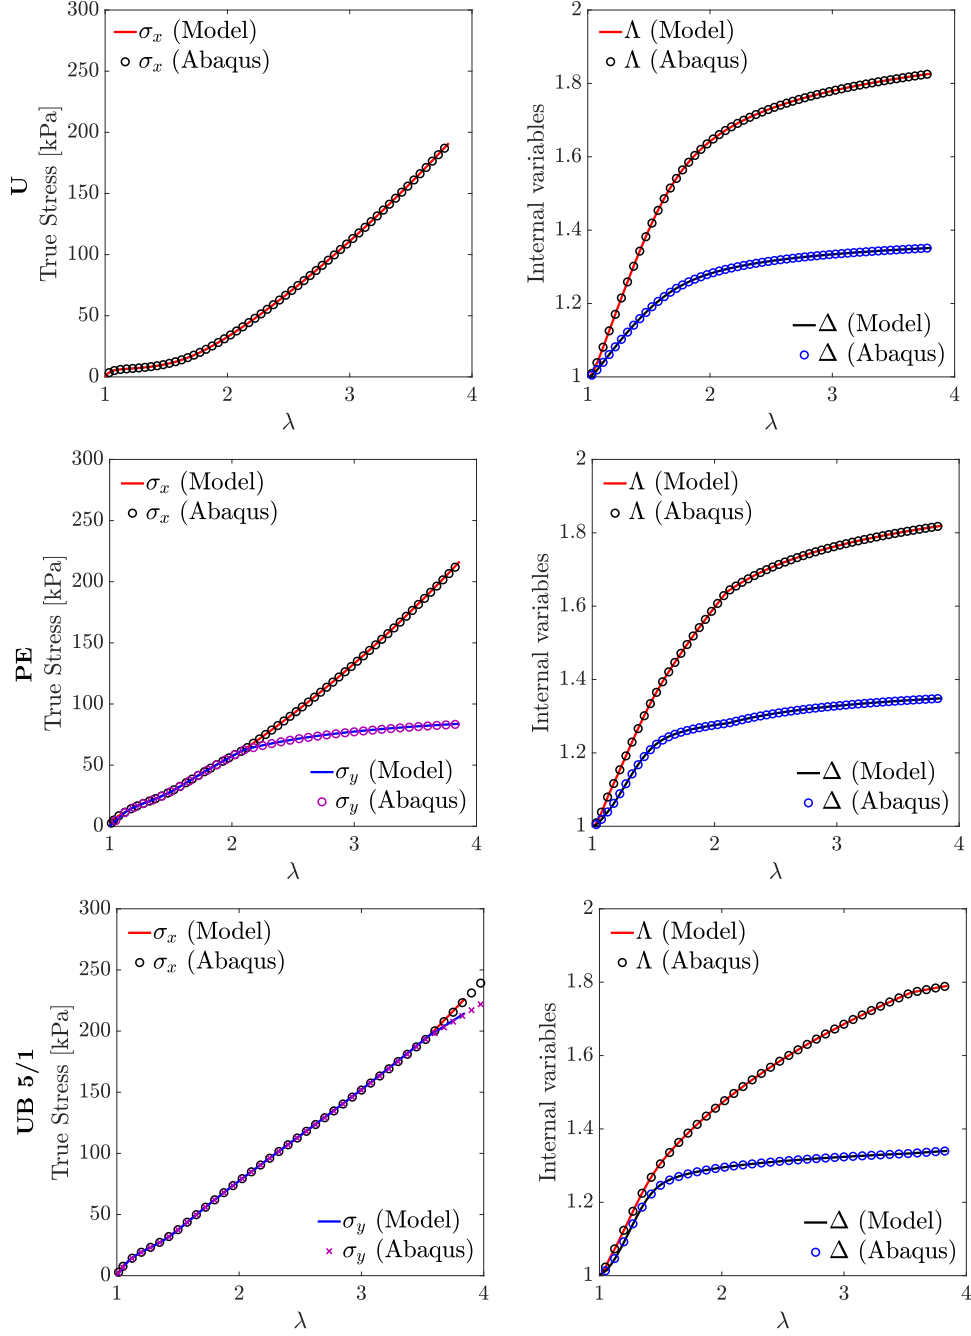 U
True Stress [kPa]
300
250
200
150
100
50
0
σx (Model)
σx (Abaqus)
1 2 3 4
λ
Internal variables
2
1.8
1.6
1.4
1.2
1
Λ (Model)
Λ (Abaqus)
Δ (Model)
Δ (Abaqus)
1 2 3 4
λ
PE
True Stress [kPa]
300
250
200
150
100
50
0
σx (Model)
σx (Abaqus)
σy (Model)
σy (Abaqus)
1 2 3 4
λ
Internal variables
2
1.8
1.6
1.4
1.2
1
Λ (Model)
Λ (Abaqus)
Δ (Model)
Δ (Abaqus)
1 2 3 4
λ
UB 5/1
True Stress [kPa]
300
250
200
150
100
50
0
σx (Model)
σx (Abaqus)
σy (Model)
σy (Abaqus)
1 2 3 4
λ
Internal variables
2
1.8
1.6
1.4
1.2
1
Λ (Model)
Λ (Abaqus)
Δ (Model)
Δ (Abaqus)
1 2 3 4
λ